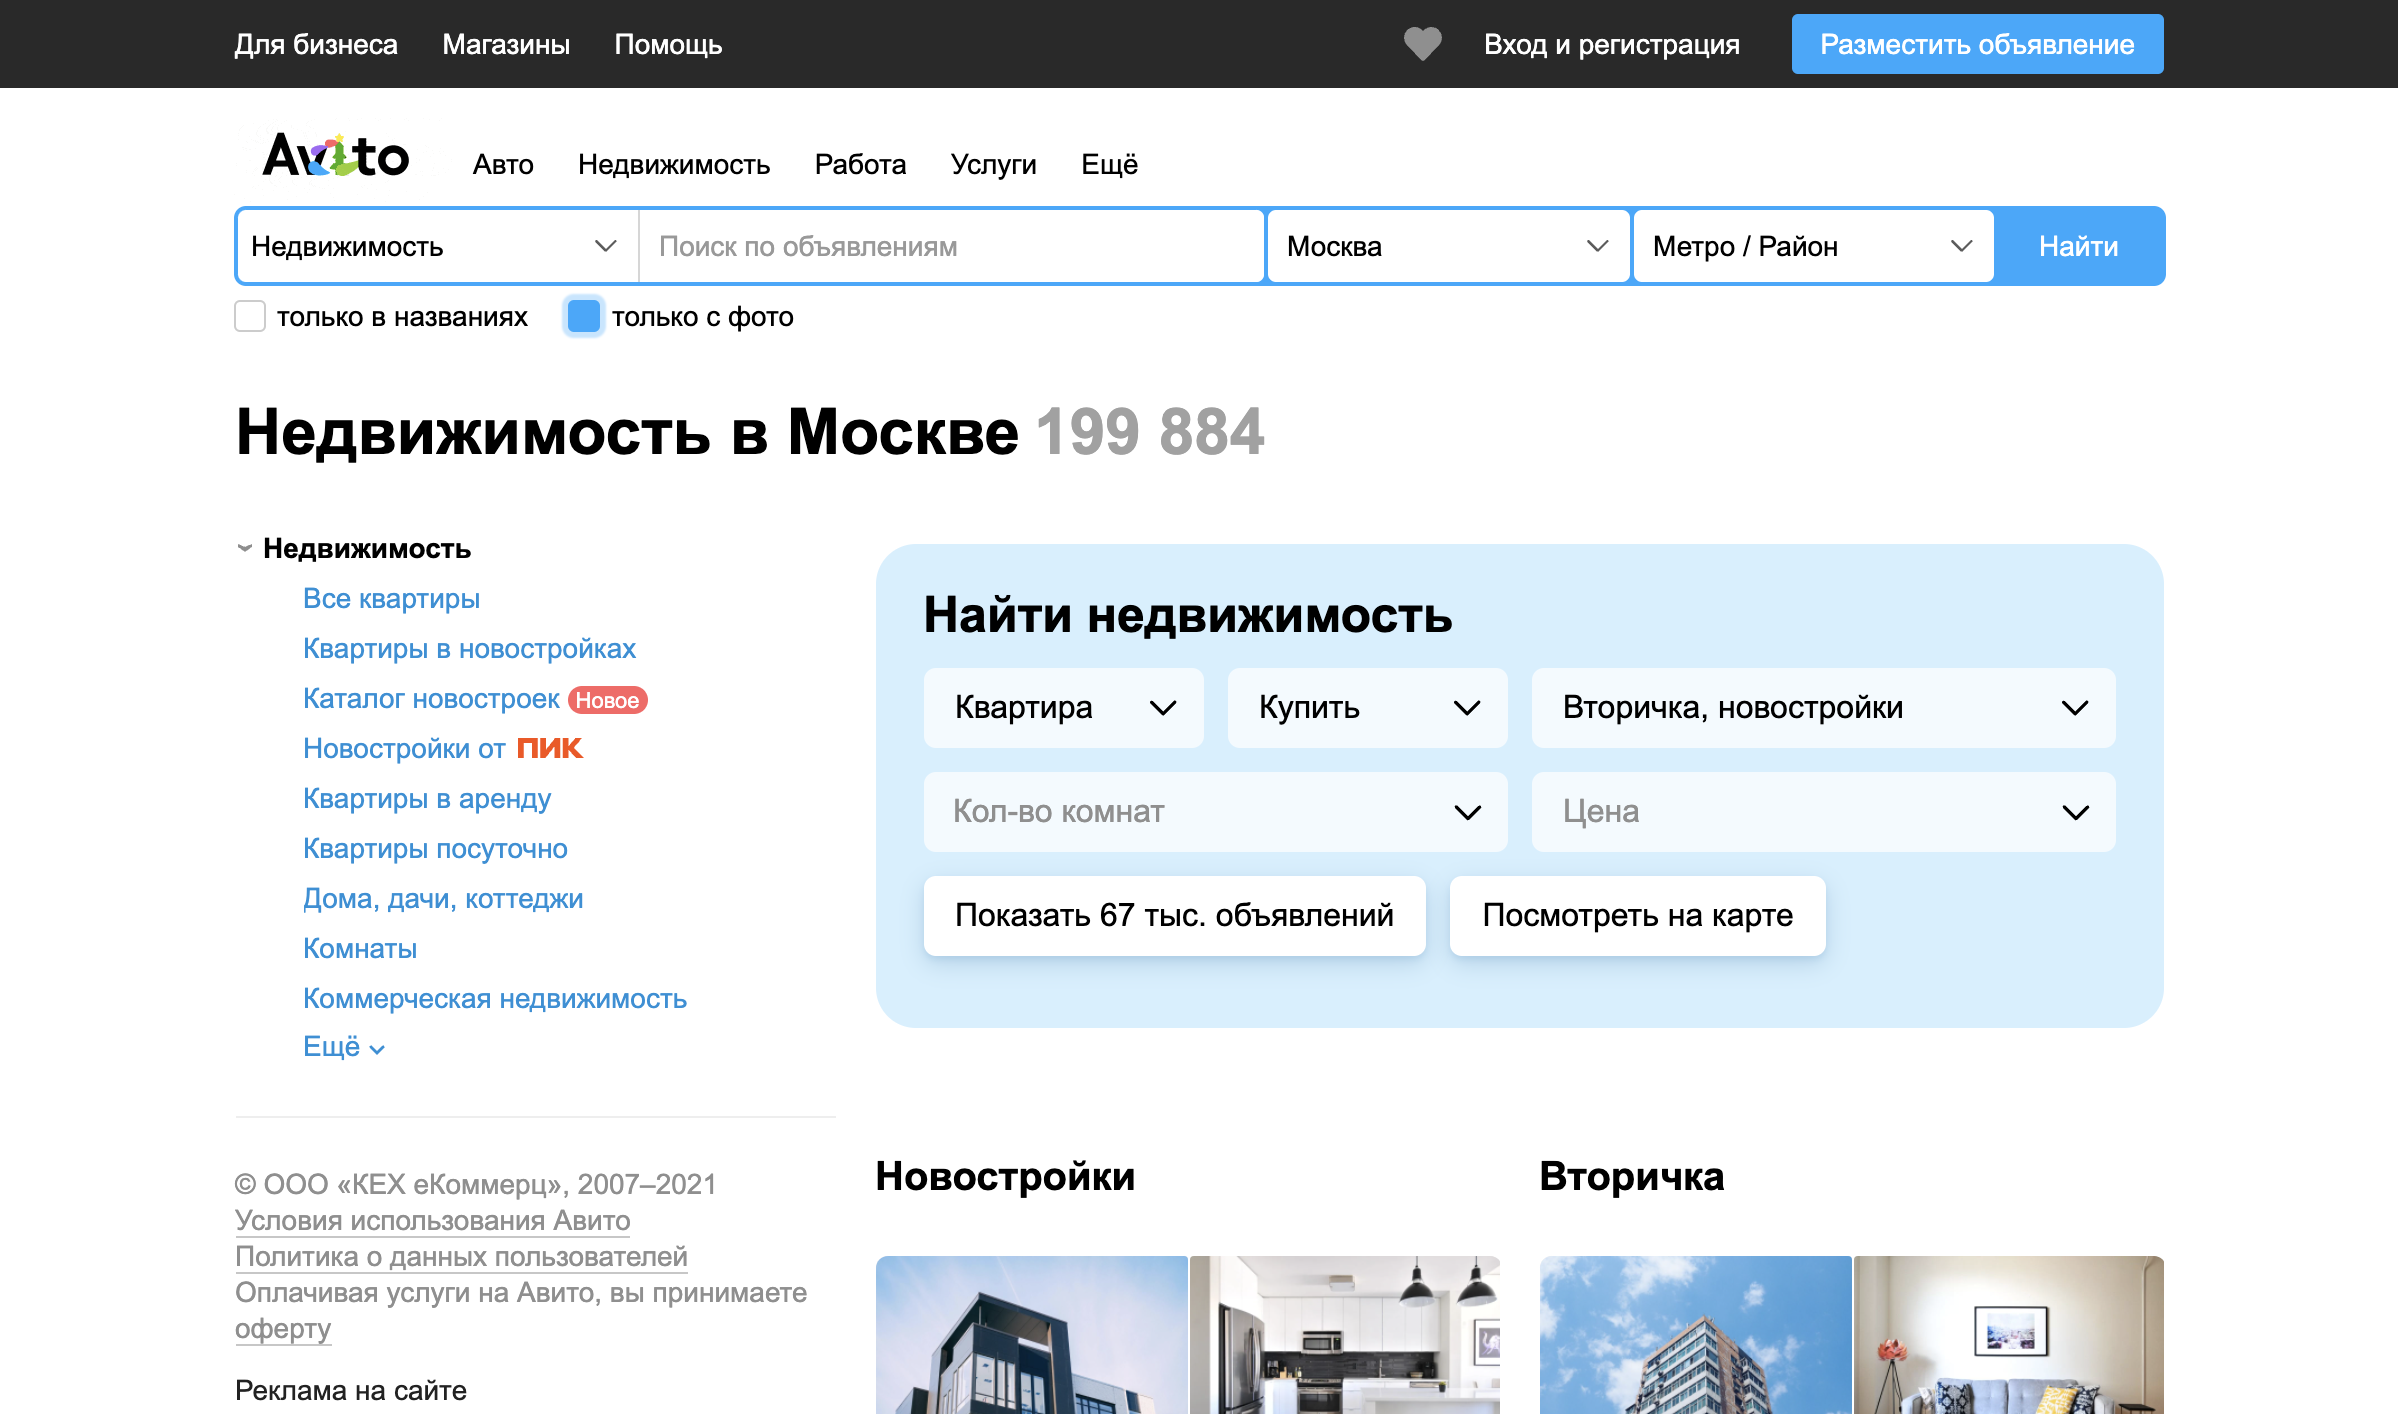 Для бизнеса Магазины Помощь Вход и регистрация Разместить объявление
Avito Авто Недвижимость Работа Услуги Ещё
Недвижимость Поиск по объявлениям Москва Метро / Район Найти
только в названиях только с фото
Недвижимость в Москве 199 884
Недвижимость
Все квартиры
Квартиры в новостройках
Каталог новостроек Новое
Новостройки от ПИК
Квартиры в аренду
Квартиры посуточно
Дома, дачи, коттеджи
Комнаты
Коммерческая недвижимость
Ещё
Найти недвижимость
Квартира Купить Вторичка, новостройки
Кол-во комнат Цена
Показать 67 тыс. объявлений Посмотреть на карте
© ООО «КЕХ еКоммерц», 2007–2021
Условия использования Авито
Политика о данных пользователей
Оплачивая услуги на Авито, вы принимаете
оферту
Реклама на сайте
Новостройки Вторичка